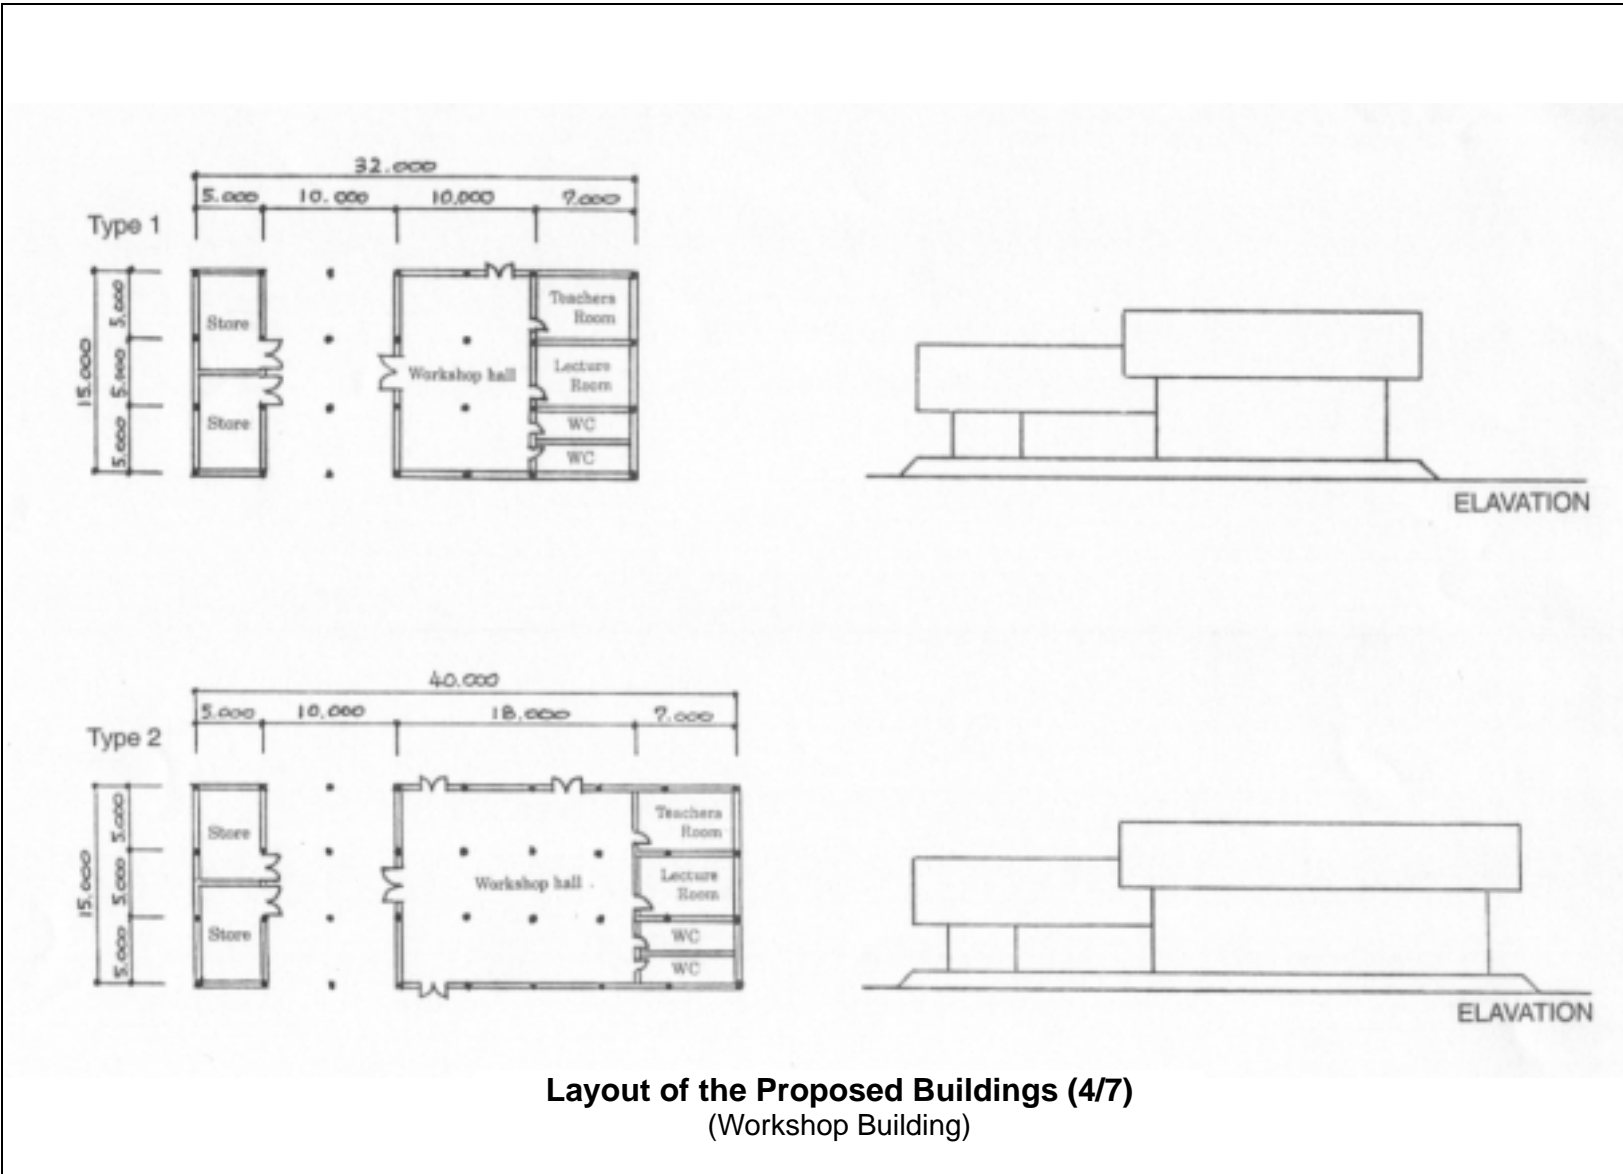 32.000
5.000 10.000 10,000 7.000
Type 1
15.000
5.000
5.000
5.000
Store
Store
Workshop hall
Teachers
Room
Lecture
Room
WC
WC
ELAVATION
40.000
5.000 10,000 18.000 7.000
Type 2
15.000
5.000
5.000
5.000
Store
Store
Workshop hall
Teachers
Room
Lecture
Room
WC
WC
ELAVATION
Layout of the Proposed Buildings (4/7)
(Workshop Building)